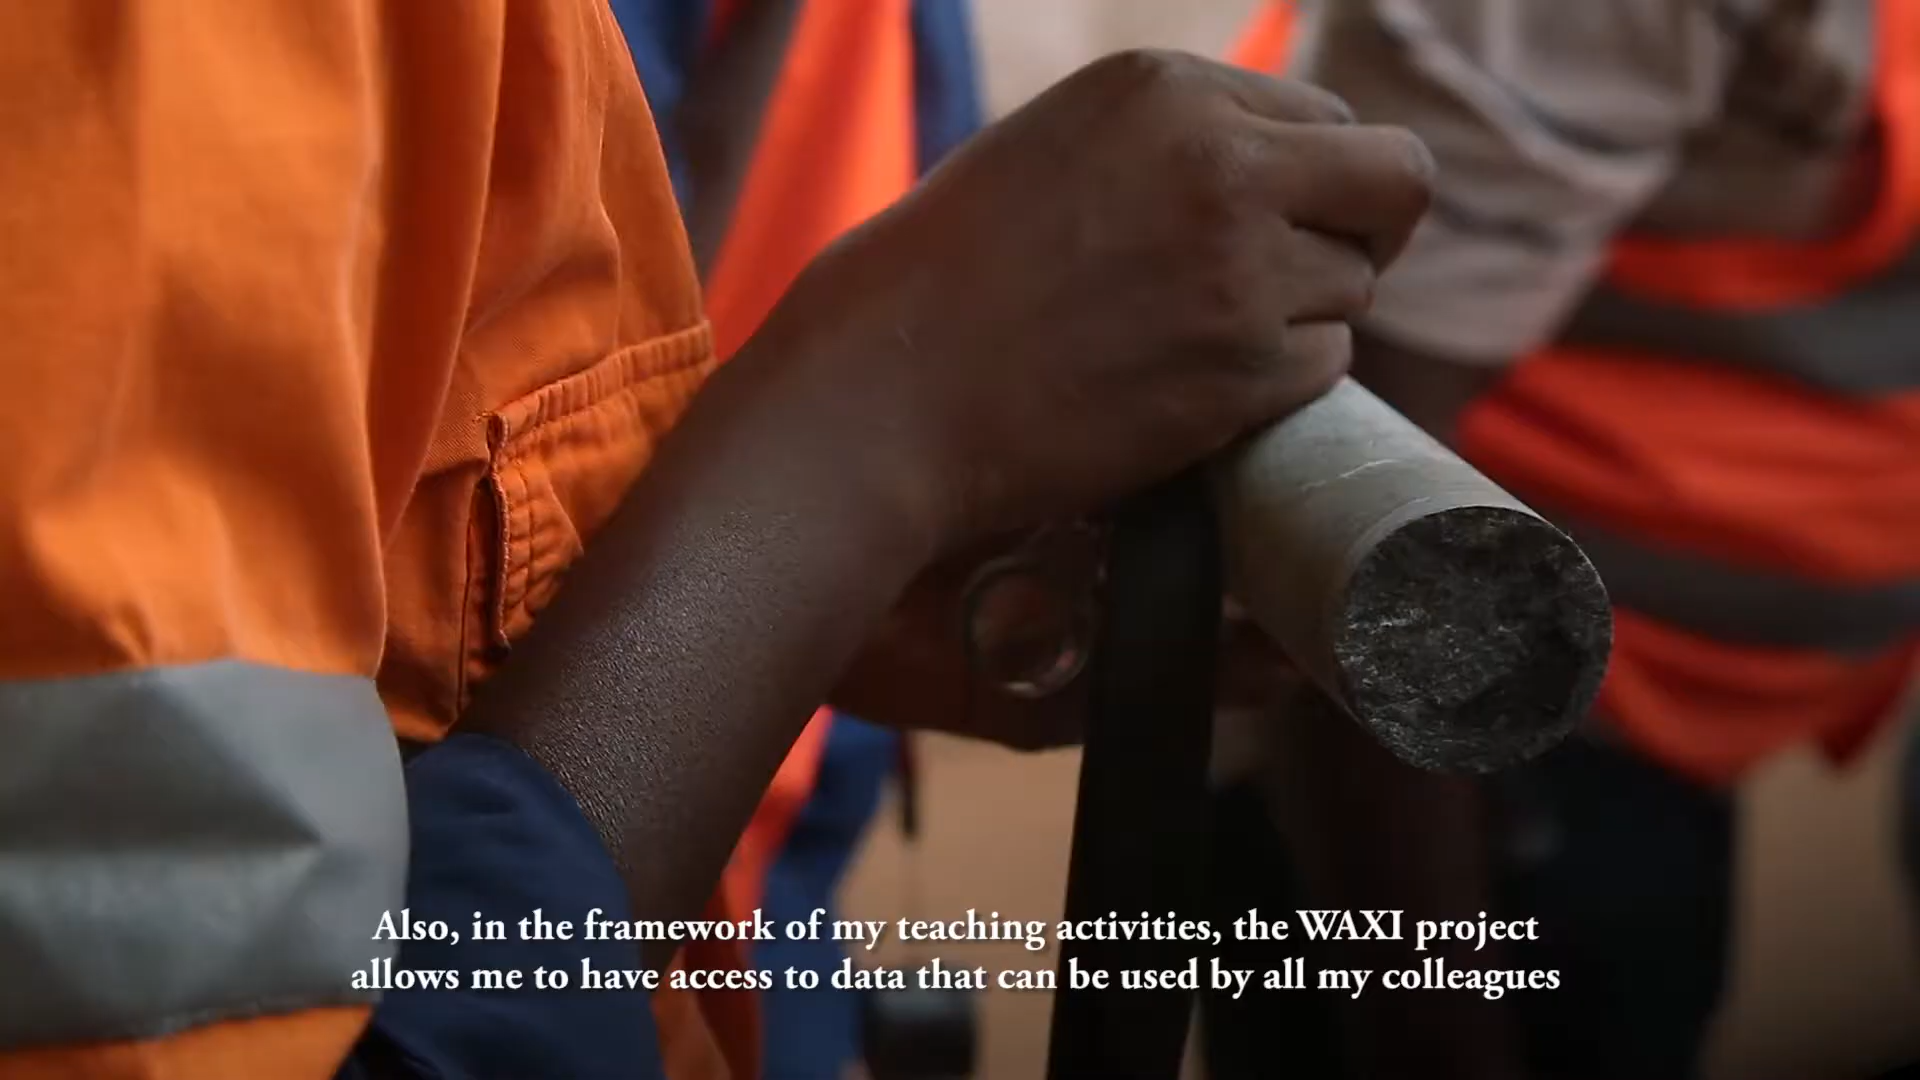 Also, in the framework of my teaching activities, the WAXI project
allows me to have access to data that can be used by all my colleagues